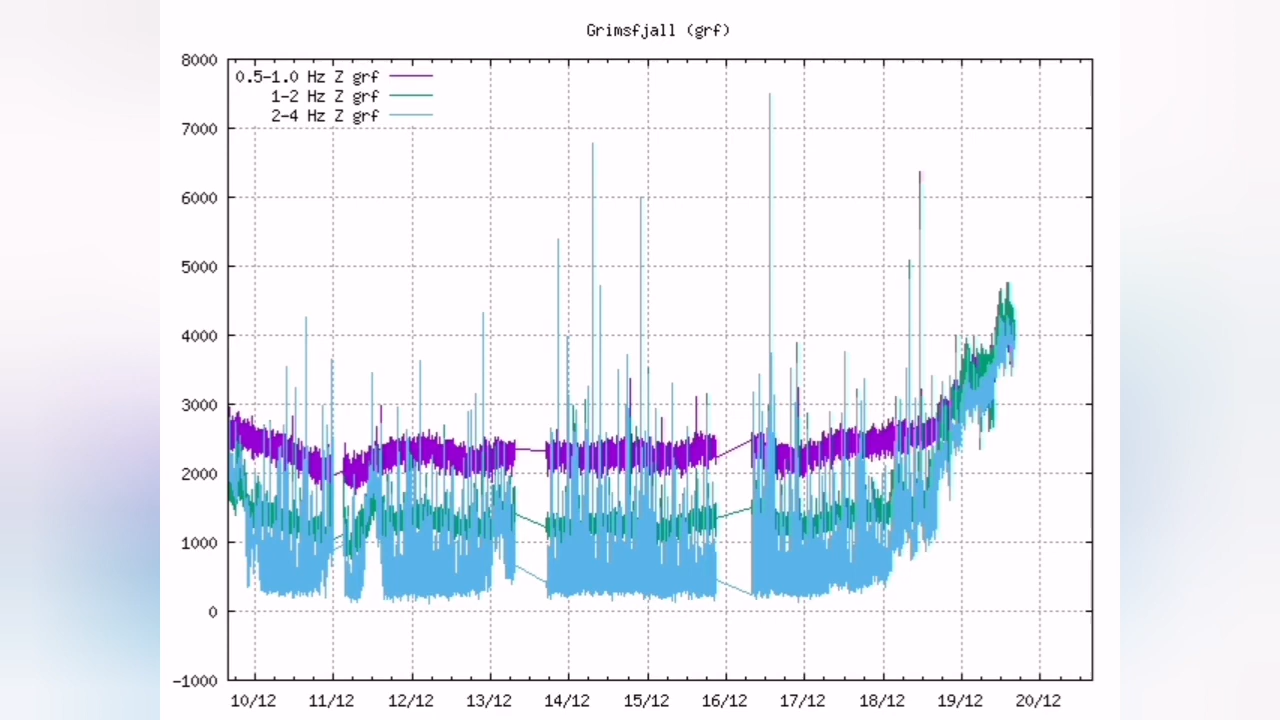 Grimsfjall (grf)
8000
0.5-1.0 Hz Z grf
1-2 Hz Z grf
2-4 Hz Z grf
7000
6000
5000
4000
3000
2000
1000
0
-1000
10/12 11/12 12/12 13/12 14/12 15/12 16/12 17/12 18/12 19/12 20/12